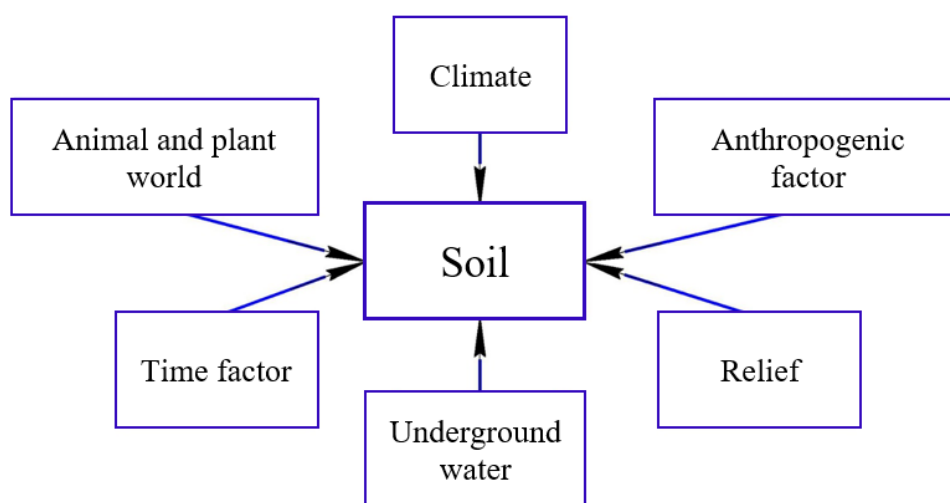 Climate
Animal and plant
world
Anthropogenic
factor
Soil
Time factor
Relief
Underground
water